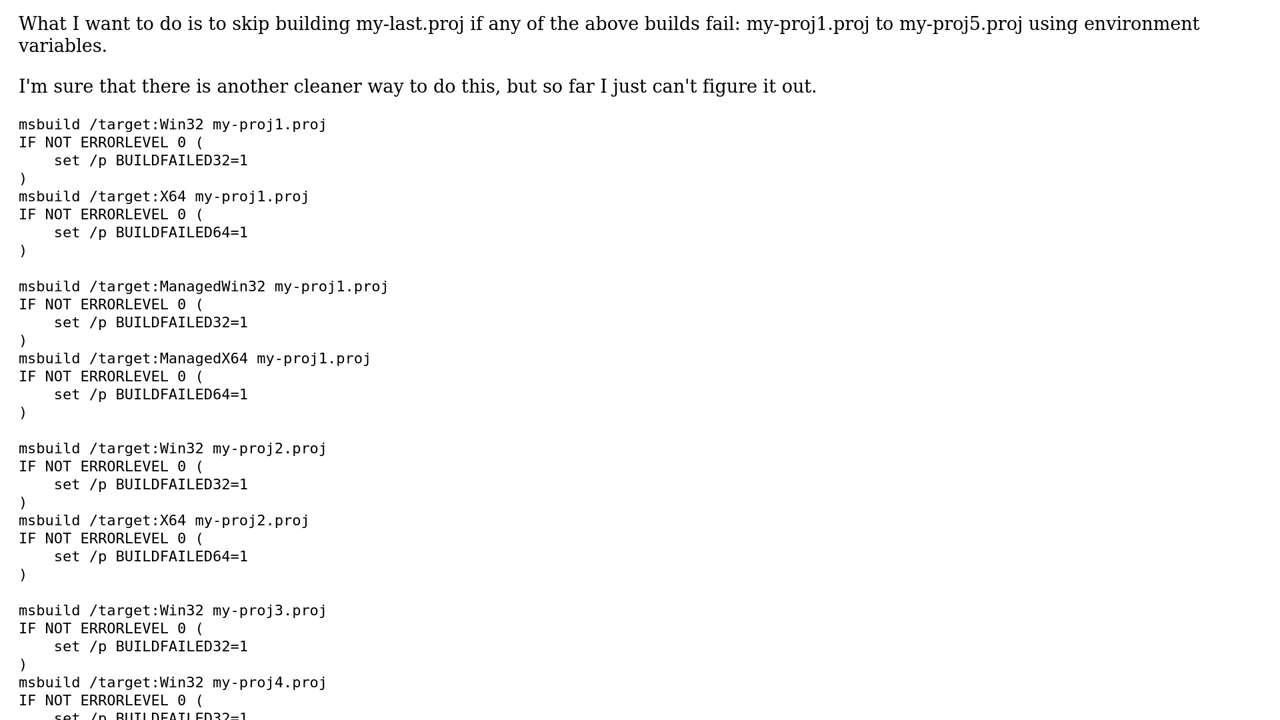 What I want to do is to skip building my-last.proj if any of the above builds fail: my-proj1.proj to my-proj5.proj using environment
variables.
I'm sure that there is another cleaner way to do this, but so far I just can't figure it out.
msbuild /target:Win32 my-proj1.proj
IF NOT ERRORLEVEL 0 (
    set /p BUILDFAILED32=1
)
msbuild /target:X64 my-proj1.proj
IF NOT ERRORLEVEL 0 (
    set /p BUILDFAILED64=1
)
msbuild /target:ManagedWin32 my-proj1.proj
IF NOT ERRORLEVEL 0 (
    set /p BUILDFAILED32=1
)
msbuild /target:ManagedX64 my-proj1.proj
IF NOT ERRORLEVEL 0 (
    set /p BUILDFAILED64=1
)
msbuild /target:Win32 my-proj2.proj
IF NOT ERRORLEVEL 0 (
    set /p BUILDFAILED32=1
)
msbuild /target:X64 my-proj2.proj
IF NOT ERRORLEVEL 0 (
    set /p BUILDFAILED64=1
)
msbuild /target:Win32 my-proj3.proj
IF NOT ERRORLEVEL 0 (
    set /p BUILDFAILED32=1
)
msbuild /target:Win32 my-proj4.proj
IF NOT ERRORLEVEL 0 (
    set /p BUILDFAILED32=1